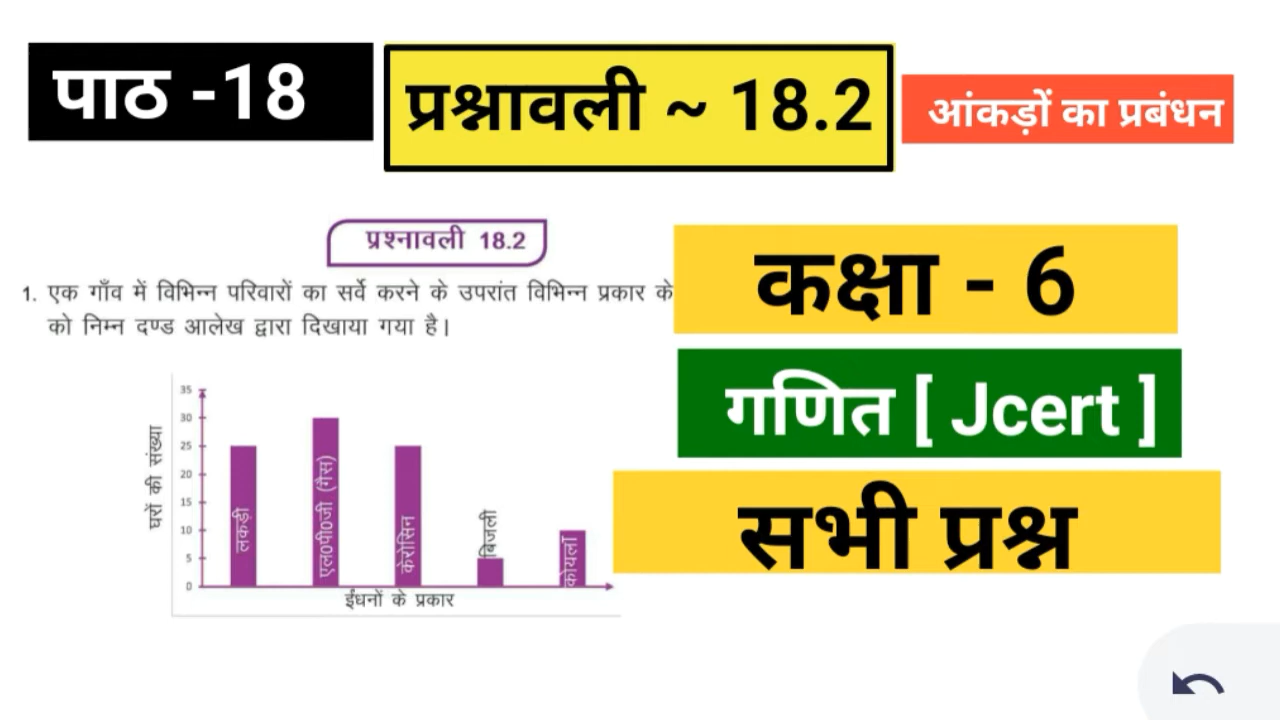 पाठ -18
प्रश्नावली ~ 18.2
आंकड़ों का प्रबंधन
प्रश्नावली 18.2
1. एक गाँव में विभिन्न परिवारों का सर्वे करने के उपरांत विभिन्न प्रकार के
को निम्न दण्ड आलेख द्वारा दिखाया गया है।
कक्षा - 6
गणित [ Jcert ]
सभी प्रश्न
घरों की संख्या
35
30
25
20
15
10
5
0
लकड़ी
एल0पी0जी (गैस)
केरोसिन
बिजली
कोयला
ईंधनों के प्रकार